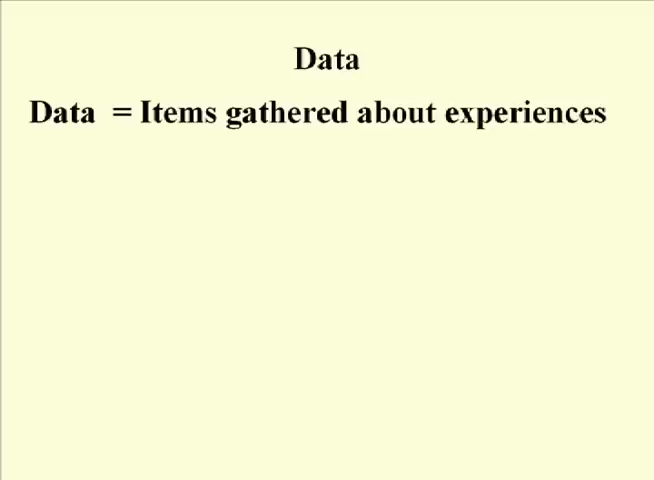 Data
Data = Items gathered about experiences